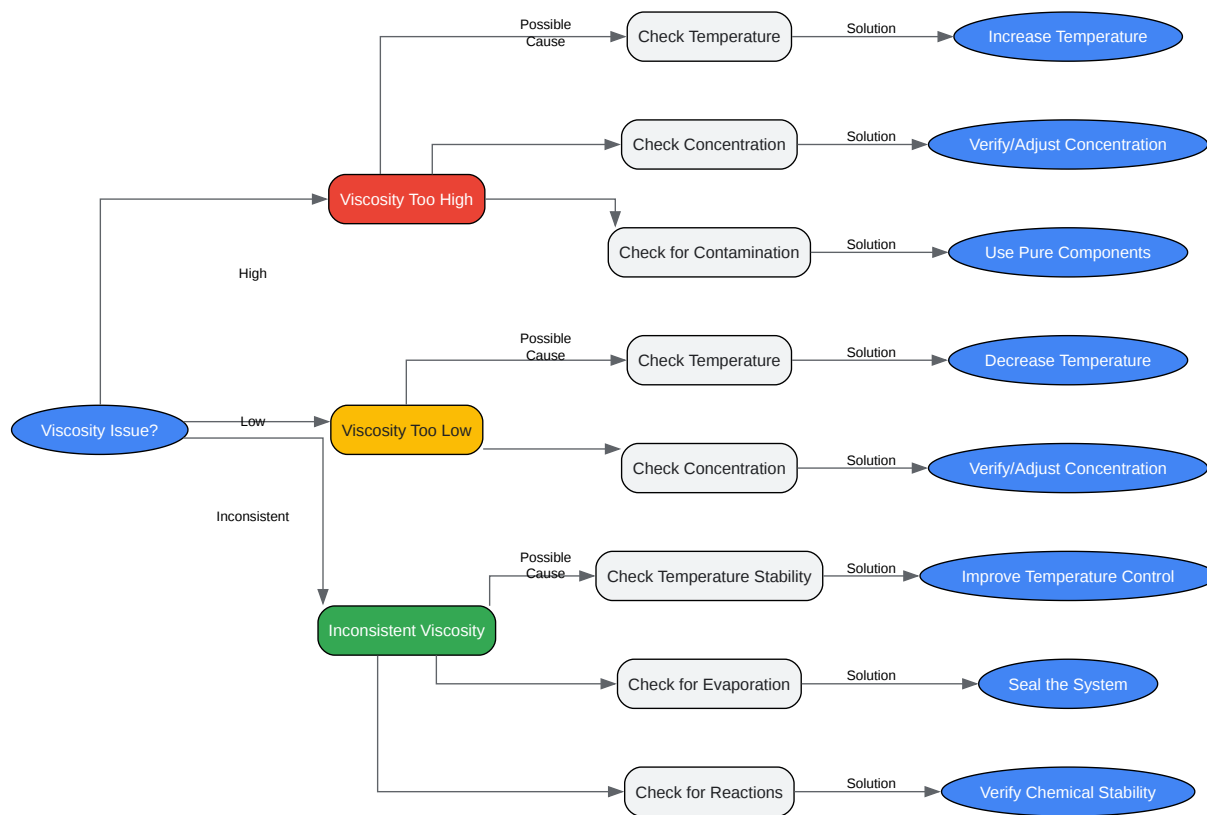 Possible
Cause
Check Temperature
Solution
Increase Temperature
Check Concentration
Solution
Verify/Adjust Concentration
Viscosity Too High
Check for Contamination
Solution
Use Pure Components
High
Possible
Cause
Check Temperature
Solution
Decrease Temperature
Viscosity Issue?
Low
Viscosity Too Low
Check Concentration
Solution
Verify/Adjust Concentration
Inconsistent
Possible
Cause
Check Temperature Stability
Solution
Improve Temperature Control
Inconsistent Viscosity
Check for Evaporation
Solution
Seal the System
Check for Reactions
Solution
Verify Chemical Stability